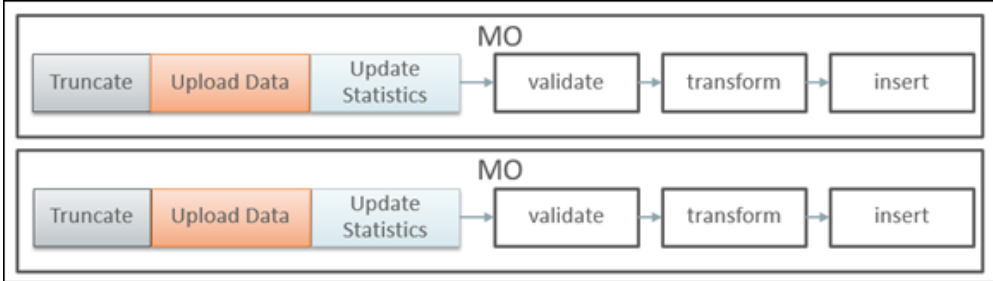 MO
Truncate
Upload Data
Update
Statistics
validate
transform
insert
MO
Truncate
Upload Data
Update
Statistics
validate
transform
insert